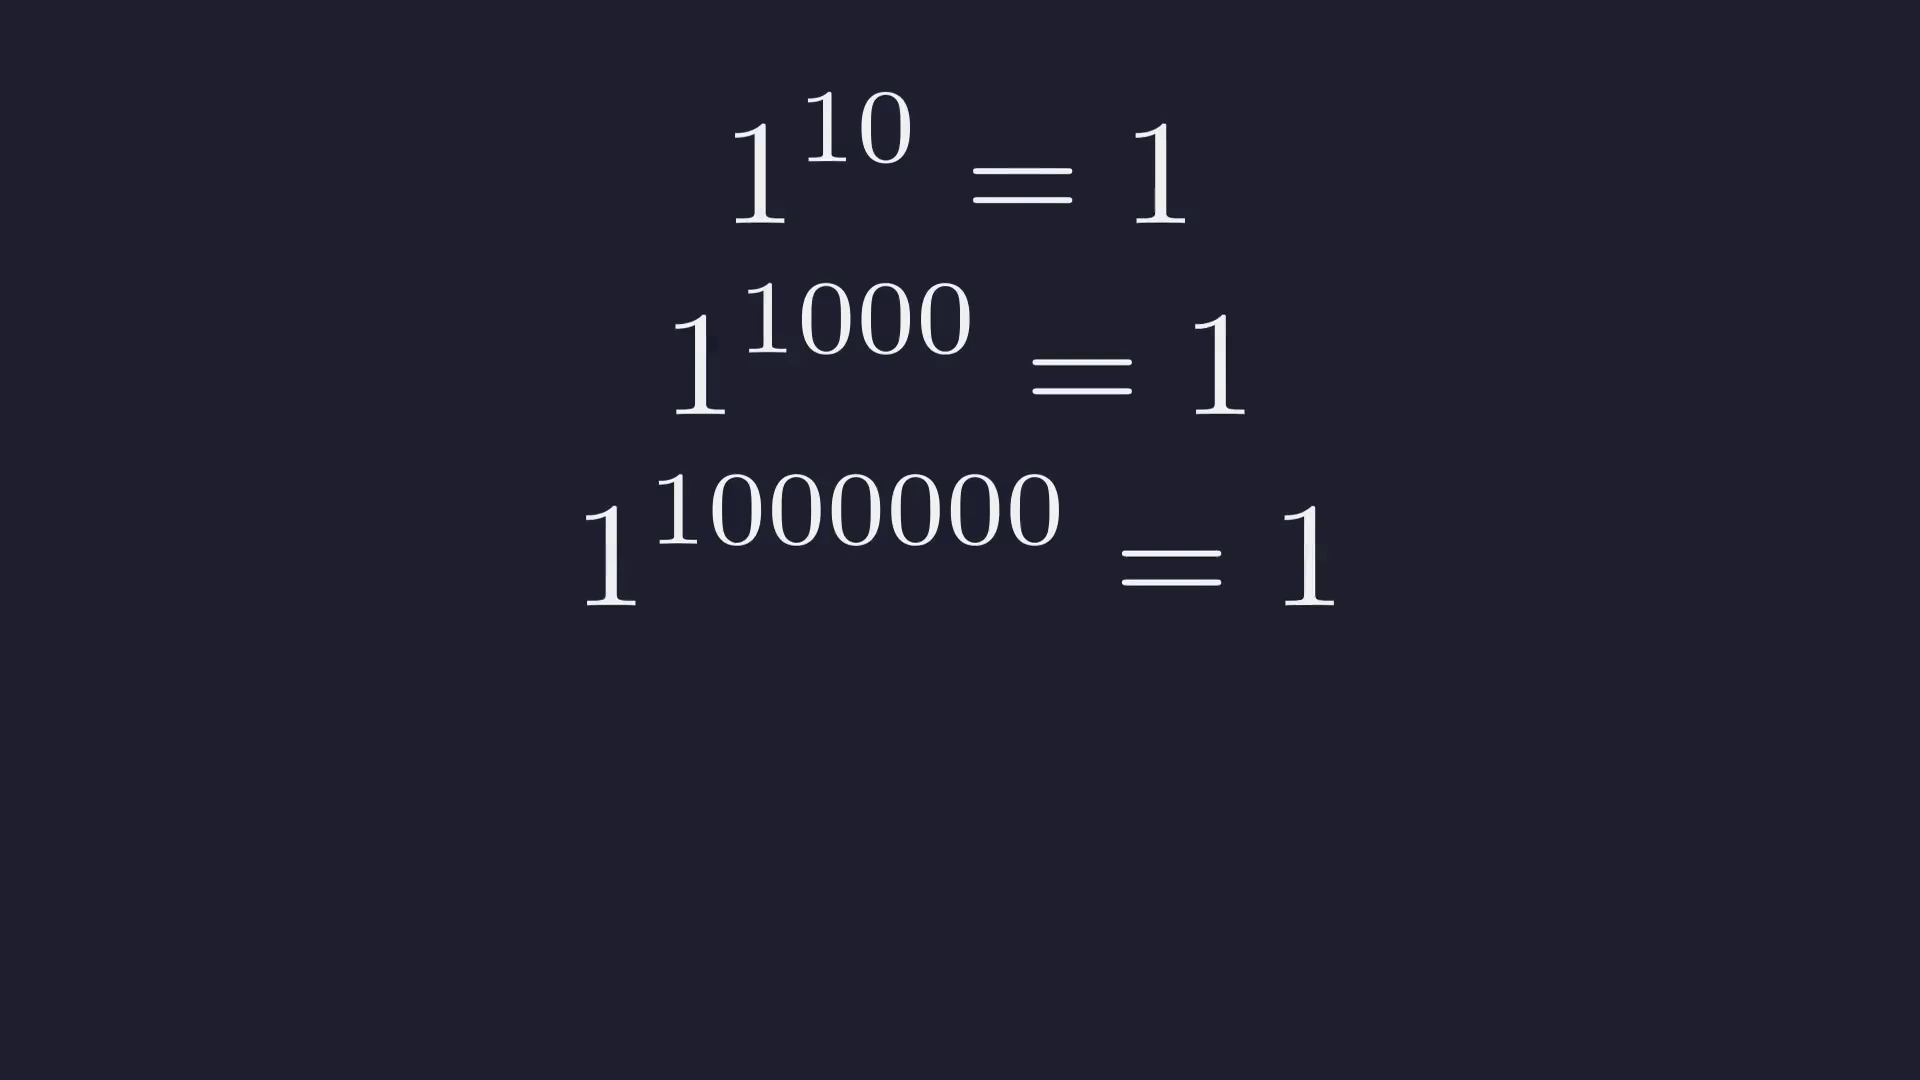 1^{10} = 1
1^{1000} = 1
1^{1000000} = 1